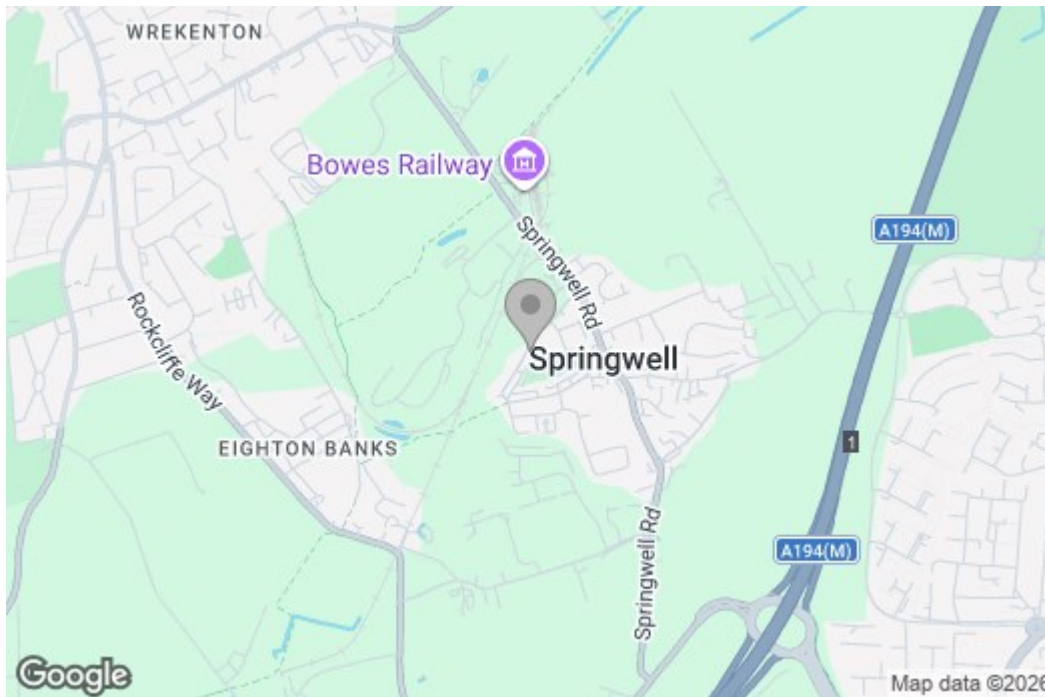 WREKENTON
Bowes Railway
Springwell Rd
A194(M)
Rockcliffe Way
Springwell
EIGHTON BANKS
1
A194(M)
Springwell Rd
Google
Map data ©2026